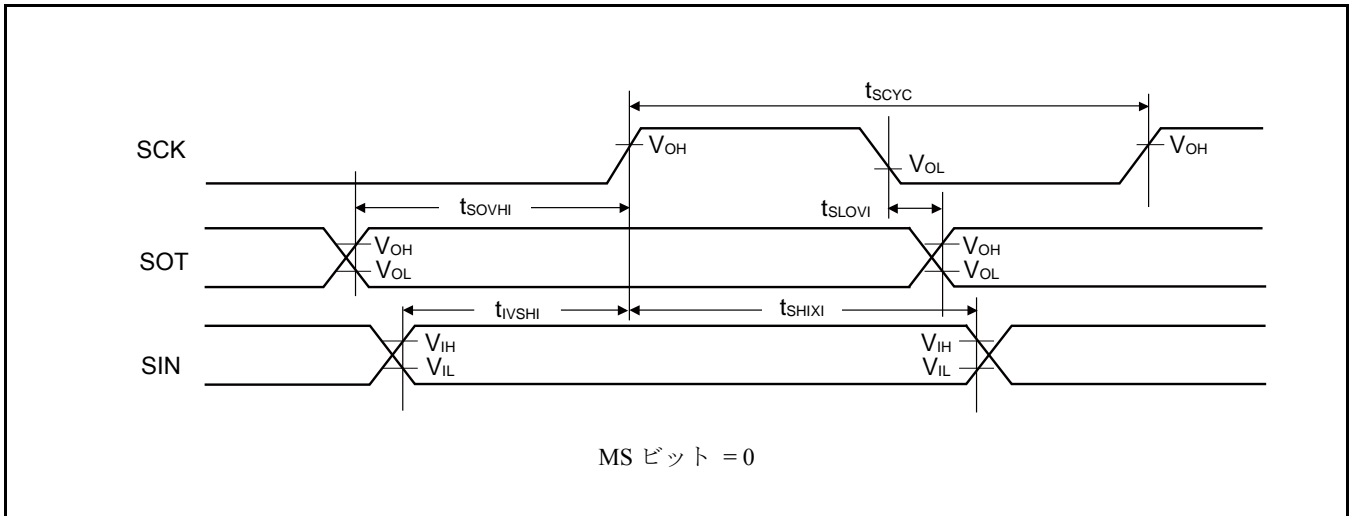 tSCYC
SCK
VOH
VOL
VOH
tSOVHI
tSLOVI
SOT
VOH
VOL
VOH
VOL
tIVSHI
tSHIXI
SIN
VIH
VIL
VIH
VIL
MS ビット = 0